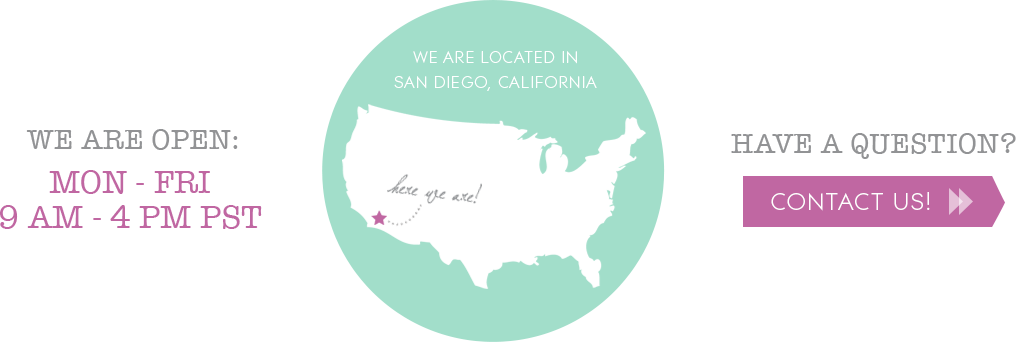 WE ARE OPEN:
MON - FRI
9 AM - 4 PM PST
WE ARE LOCATED IN
SAN DIEGO, CALIFORNIA
here we are!
HAVE A QUESTION?
CONTACT US!